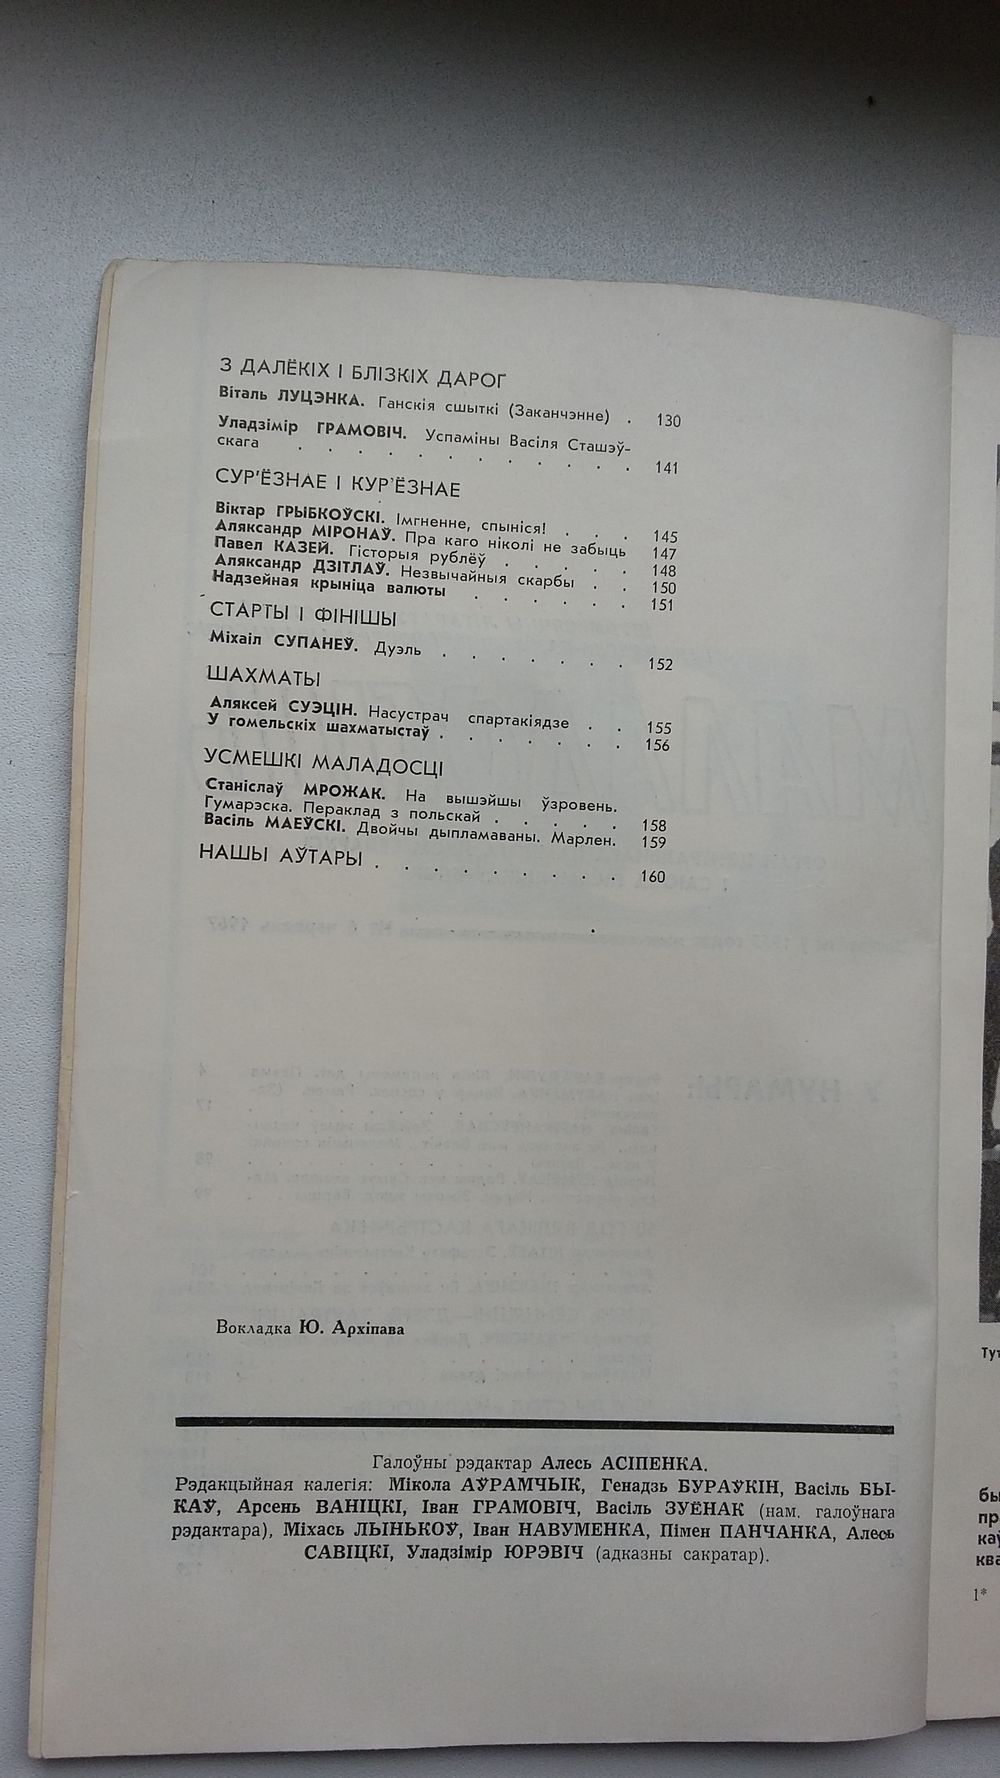 З ДАЛЁКІХ І БЛІЗКІХ ДАРОГ
Віталь ЛУЦЭНКА. Ганскія сшыткі (Заканчэнне) . 130
Уладзімір ГРАМОВІЧ. Успаміны Васіля Сташэў-
скага . . . . . . . . . . 141
СУР'ЁЗНАЕ І КУР'ЁЗНАЕ
Віктар ГРЫБКОЎСКІ. Імгненне, спыніся! . . . 145
Аляксандр МІРОНАЎ. Пра каго ніколі не забыць 147
Павел КАЗЕЙ. Гісторыя рублёў . . . . . 148
Аляксандр ДЗІТЛАЎ. Незвычайныя скарбы . . 150
Надзейная крыніца валюты . . . . . . 151
СТАРТЫ І ФІНІШЫ
Міхаіл СУПАНЕЎ. Дуэль . . . . . . . 152
ШАХМАТЫ
Аляксей СУЭЦІН. Насустрач спартакіядзе . . 155
У гомельскіх шахматыстаў . . . . . . . 156
УСМЕШКІ МАЛАДОСЦІ
Станіслаў МРОЖАК. На вышэйшы ўзровень.
Гумарэска. Пераклад з польскай . . . . . 158
Васіль МАЕЎСКІ. Двойчы дыпламаваны. Марлен. 159
НАШЫ АЎТАРЫ . . . . . . . . . 160
Вокладка Ю. Архіпава
Галоўны рэдактар Алесь АСІПЕНКА.
Рэдакцыйная калегія: Мікола АЎРАМЧЫК, Генадзь БУРАЎКІН, Васіль БЫ-
КАЎ, Арсень ВАНІЦКІ, Іван ГРАМОВІЧ, Васіль ЗУЁНАК (нам. галоўнага
рэдактара), Міхась ЛЫНЬКОЎ, Іван НАВУМЕНКА, Пімен ПАНЧАНКА, Алесь
САВІЦКІ, Уладзімір ЮРЭВІЧ (адказны сакратар).
1*